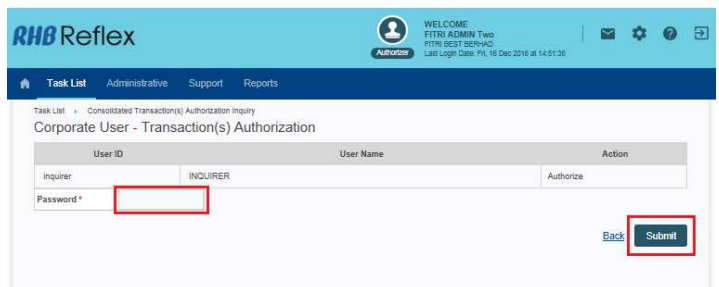 RHB Reflex
WELCOME
FITRI ADMIN Two
FITRI BEST BERHAD
Last Login Date: Fri, 16 Dec 2016 at 14:51:35
Authorizer
Task List Administrative Support Reports
Task List › Consolidated Transaction(s) Authorization Inquiry
Corporate User - Transaction(s) Authorization
User ID User Name Action
inquirer INQUIRER Authorize
Password *
Back Submit